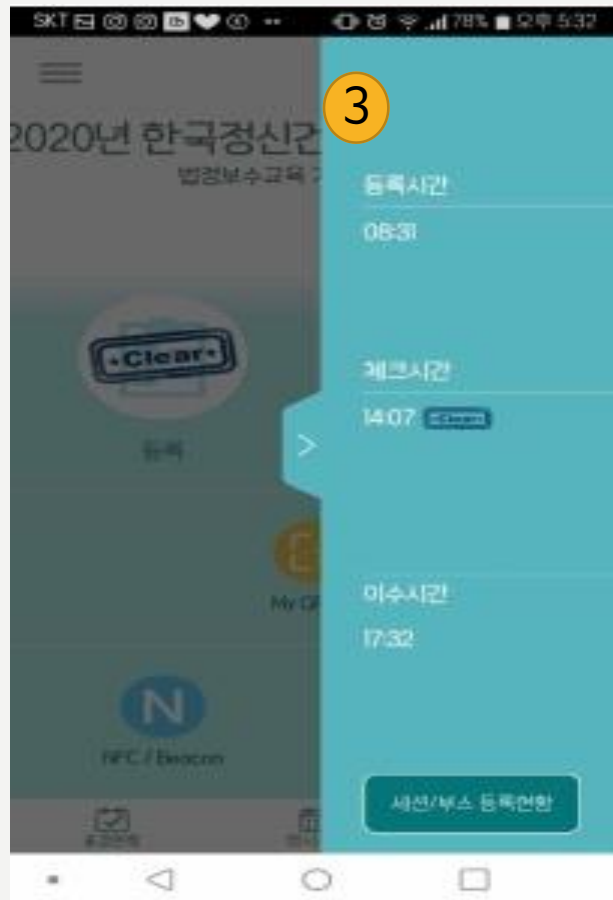 SKT
78% 오후 5:32
3
2020년 한국정신간
법정보수교육
등록시간
08:31
Clear
체크시간
14:07 Clear
등록
>
My QR
이수시간
17:32
N
NFC / Beacon
세션/부스 등록현황